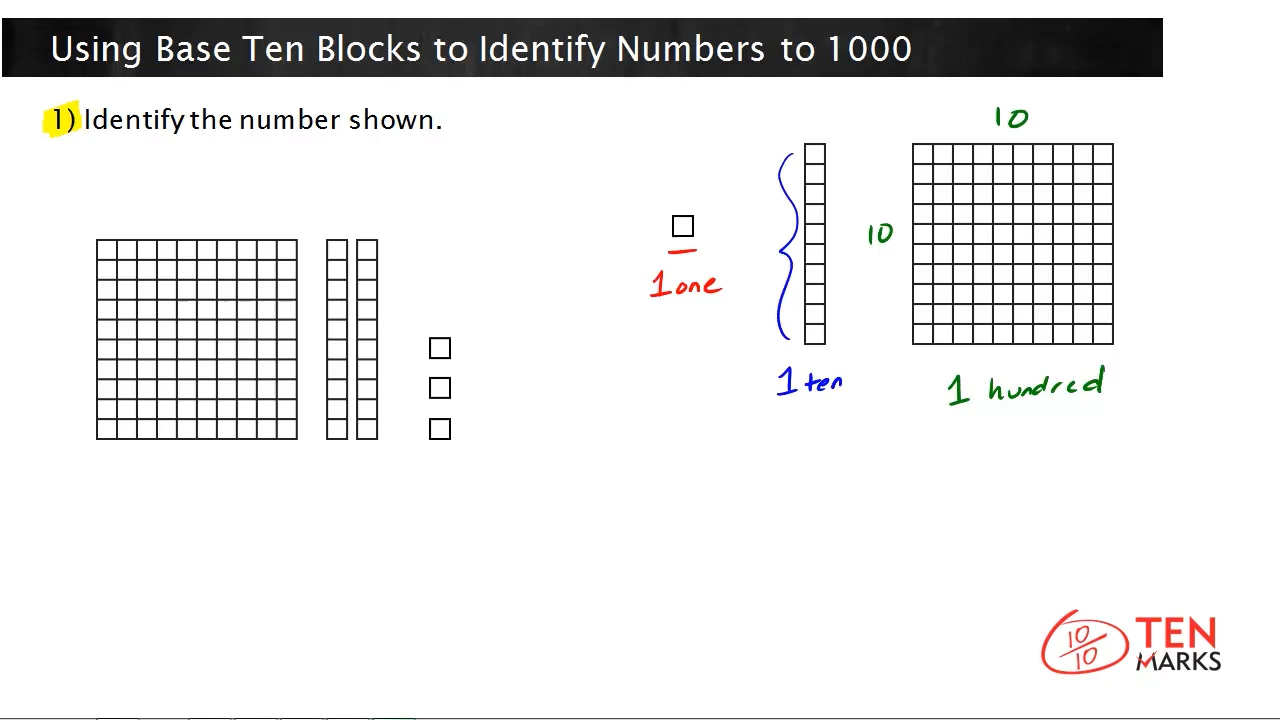 Using Base Ten Blocks to Identify Numbers to 1000
1) Identify the number shown.
10
10
1 one
1 ten
1 hundred
10
10
TEN
MARKS